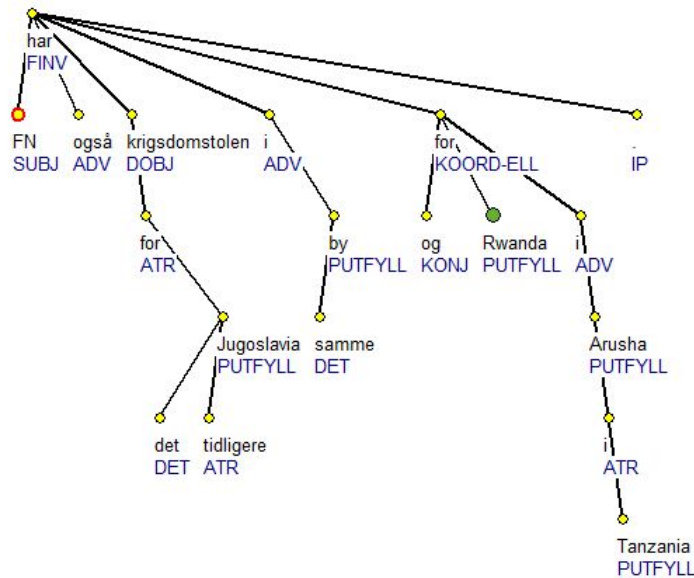 har
FINV
FN også krigsdomstolen i for .
SUBJ ADV DOBJ ADV KOORD-ELL IP
for by og Rwanda i
ATR PUTFYLL KONJ PUTFYLL ADV
Jugoslavia samme Arusha
PUTFYLL DET PUTFYLL
det tidligere i
DET ATR ATR
Tanzania
PUTFYLL